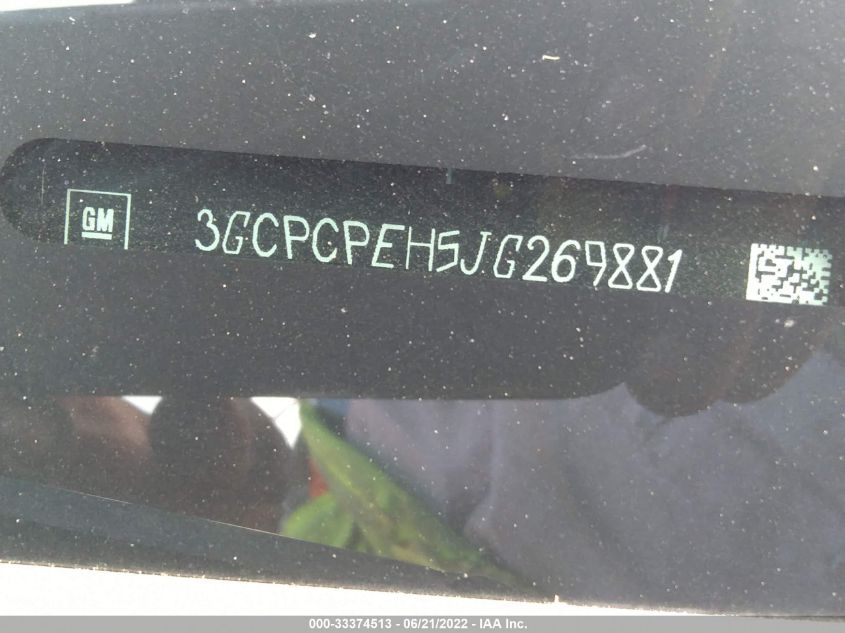 GM
3GCPCPEH5JG269881
000-33374513 - 06/21/2022 - IAA Inc.